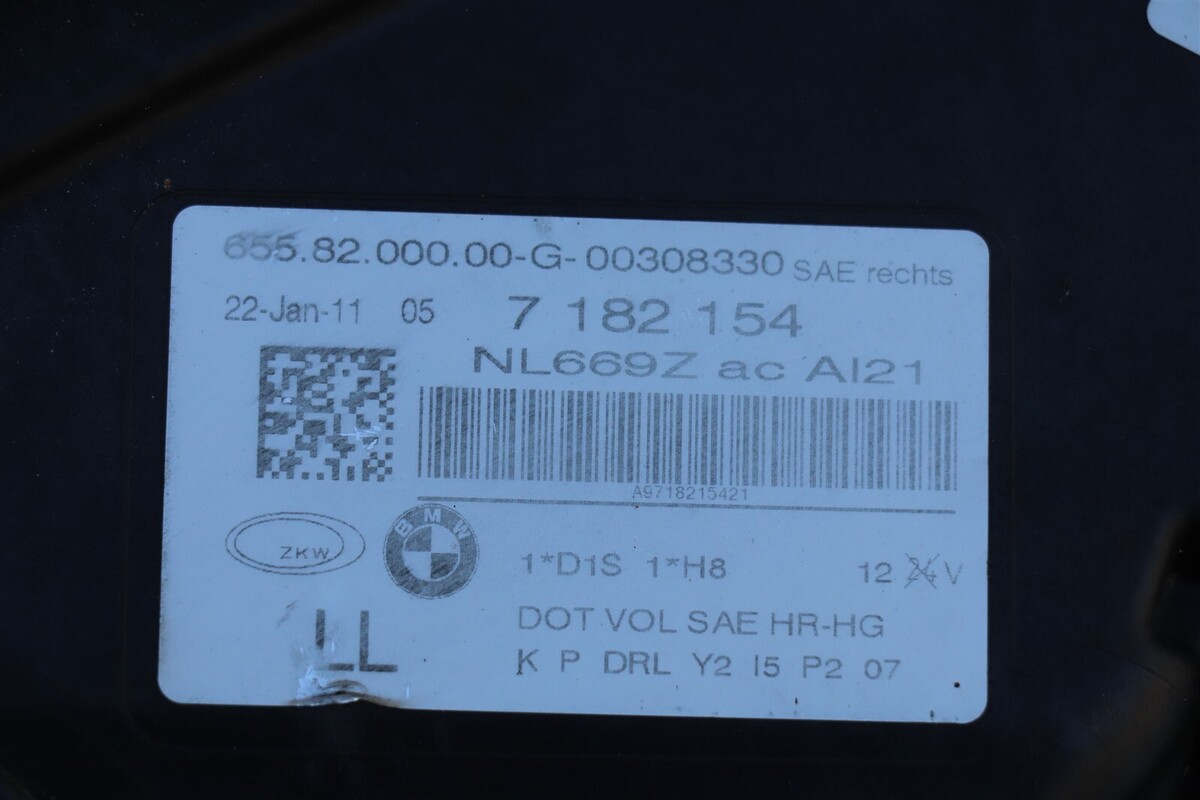 655.82.000.00-G-00308330 SAE rechts
22-Jan-11 05 7 182 154
NL669Z ac AI21
A9718215421
ZKW BMW 1*D1S 1*H8 12 24 V
LL DOT VOL SAE HR-HG
K P DRL Y2 I5 P2 07